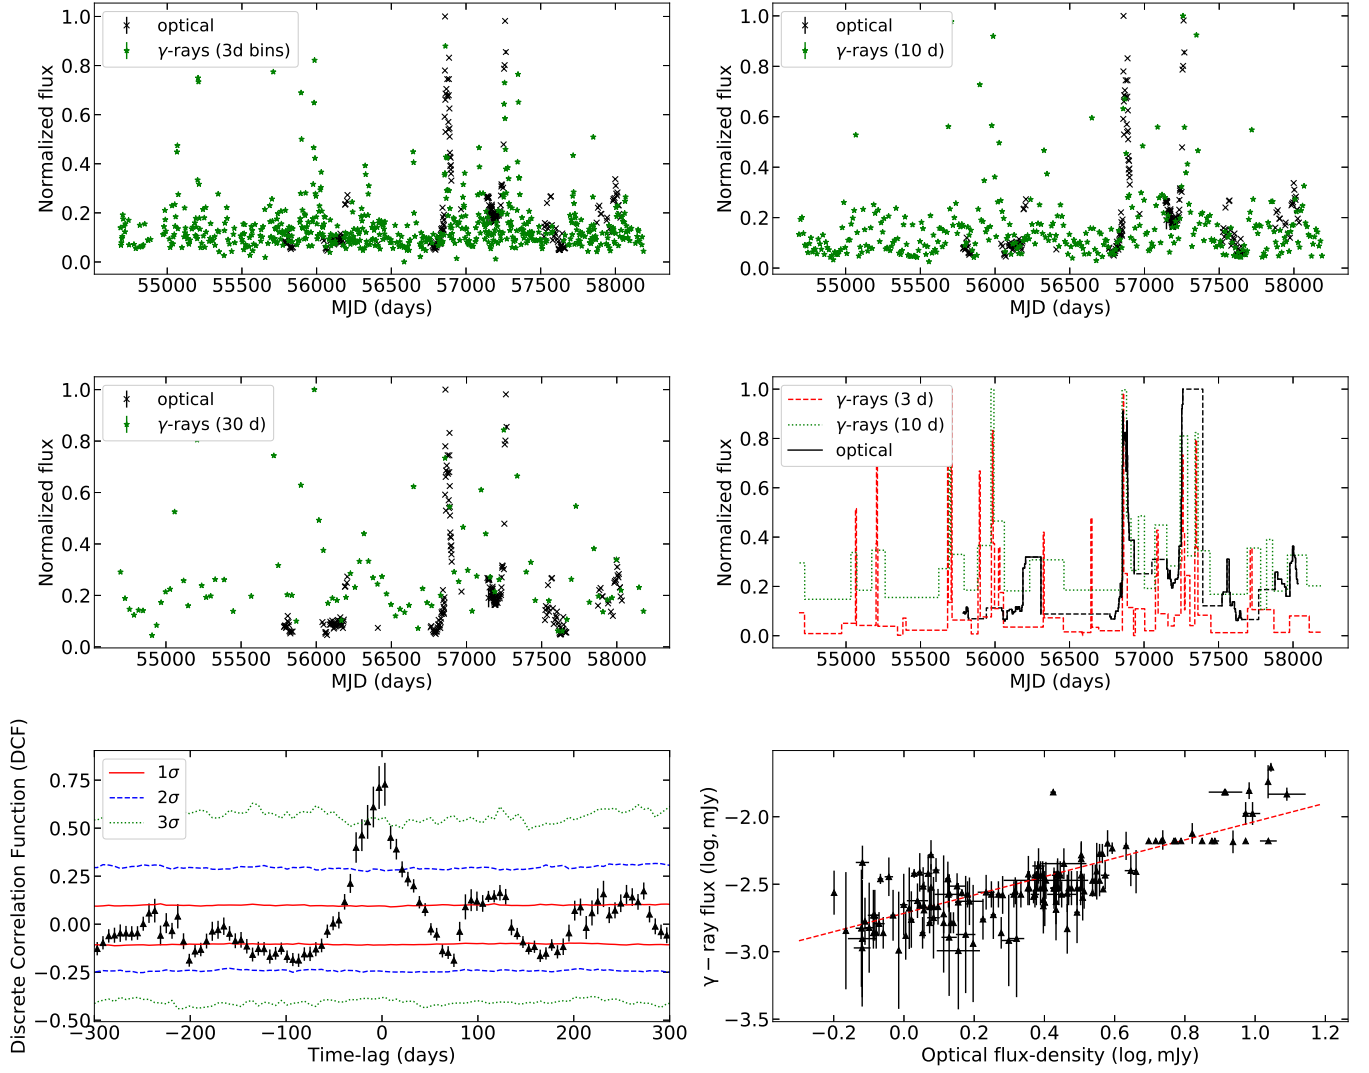 optical
γ-rays (3d bins)
Normalized flux
1.0
0.8
0.6
0.4
0.2
0.0
55000 55500 56000 56500 57000 57500 58000
MJD (days)
optical
γ-rays (10 d)
Normalized flux
1.0
0.8
0.6
0.4
0.2
0.0
55000 55500 56000 56500 57000 57500 58000
MJD (days)
optical
γ-rays (30 d)
Normalized flux
1.0
0.8
0.6
0.4
0.2
0.0
55000 55500 56000 56500 57000 57500 58000
MJD (days)
γ-rays (3 d)
γ-rays (10 d)
optical
Normalized flux
1.0
0.8
0.6
0.4
0.2
0.0
55000 55500 56000 56500 57000 57500 58000
MJD (days)
1σ
2σ
3σ
Discrete Correlation Function (DCF)
0.75
0.50
0.25
0.00
−0.25
−0.50
−300 −200 −100 0 100 200 300
Time-lag (days)
γ − ray flux (log, mJy)
−2.0
−2.5
−3.0
−3.5
−0.2 0.0 0.2 0.4 0.6 0.8 1.0 1.2
Optical flux-density (log, mJy)